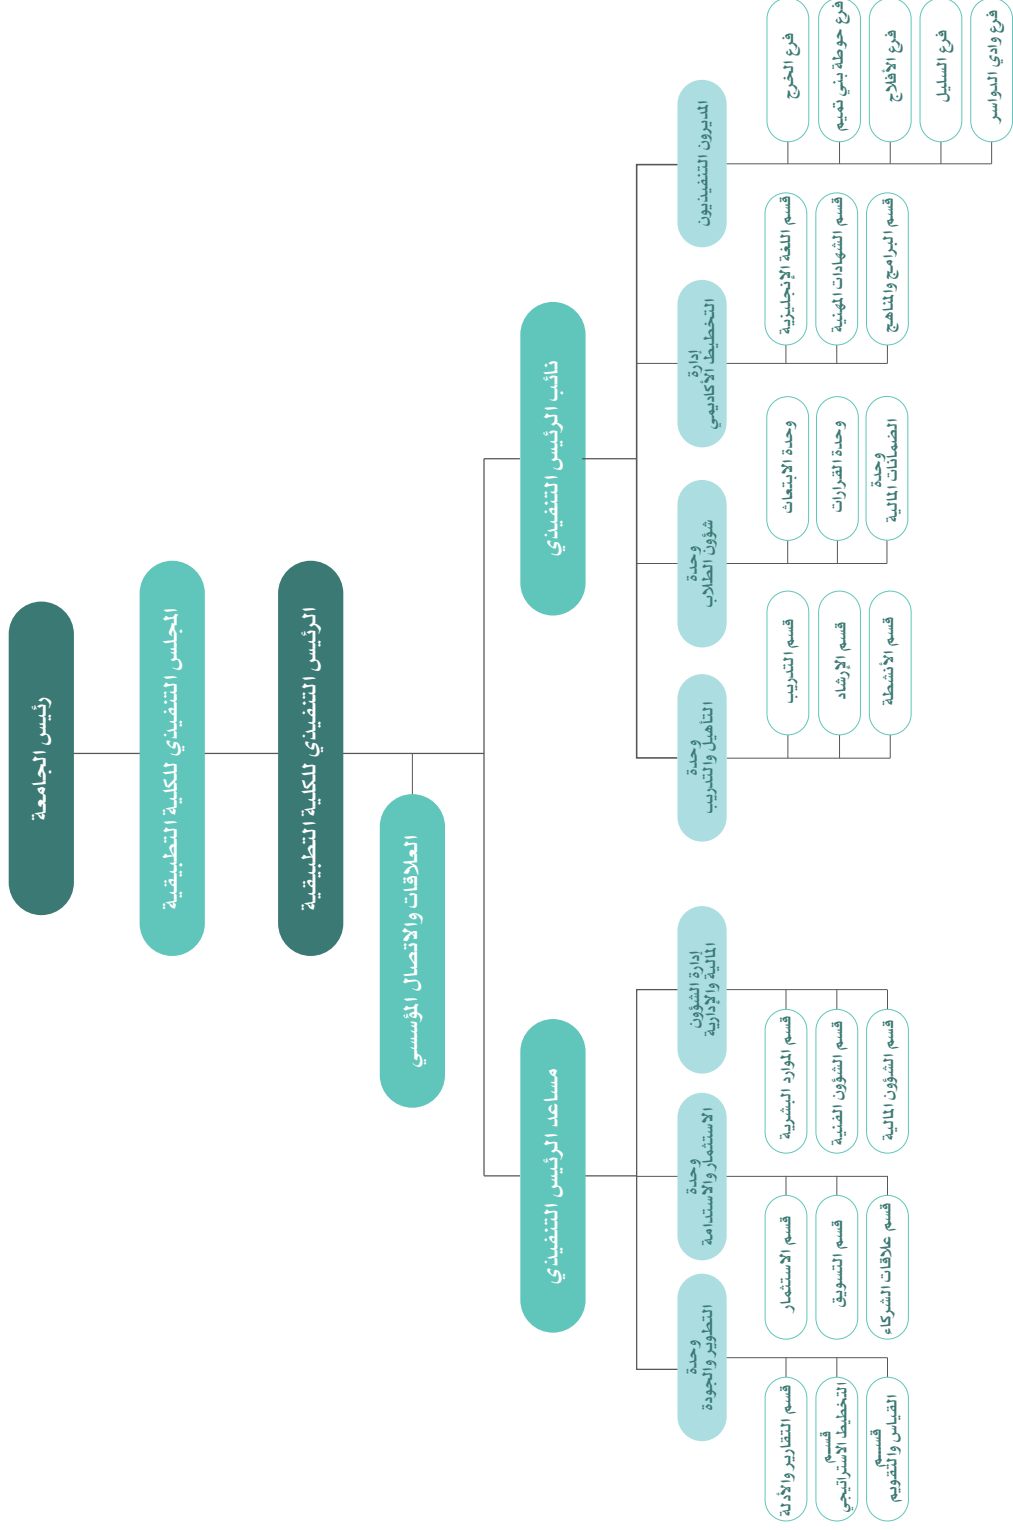 رئيس الجامعة
المجلس التنفيذي للكلية التطبيقية
الرئيس التنفيذي للكلية التطبيقية
العلاقات والاتصال المؤسسي
نائب الرئيس التنفيذي
مساعد الرئيس التنفيذي
المديرون التنفيذيون
فرع الخرج
فرع حوطة بني تميم
فرع الأفلاج
فرع السليل
فرع وادي الدواسر
إدارة
التخطيط الأكاديمي
قسم اللغة الإنجليزية
قسم الشهادات المهنية
قسم البرامج والمناهج
وحدة
شؤون الطلاب
وحدة الابتعاث
وحدة القرارات
وحدة
الضمانات المالية
وحدة
التأهيل والتدريب
قسم التدريب
قسم الإرشاد
قسم الأنشطة
إدارة الشؤون
المالية والإدارية
قسم الموارد البشرية
قسم الشؤون الفنية
قسم الشؤون المالية
وحدة
الاستثمار والاستدامة
قسم الاستثمار
قسم التسويق
قسم علاقات الشركاء
وحدة
التطوير والجودة
قسم التقارير والأدلة
قسم
التخطيط الاستراتيجي
قسم
القياس والتقويم